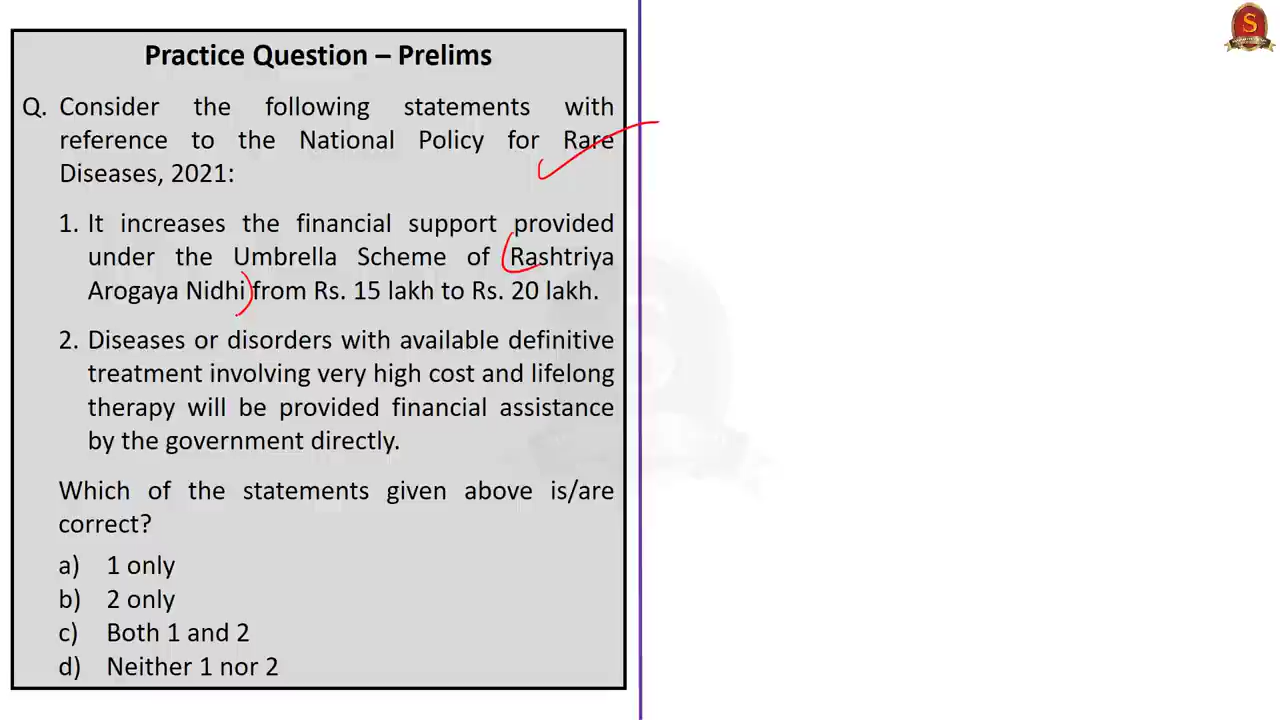 Practice Question – Prelims
Q. Consider the following statements with
reference to the National Policy for Rare
Diseases, 2021:
1. It increases the financial support provided
under the Umbrella Scheme of Rashtriya
Arogaya Nidhi from Rs. 15 lakh to Rs. 20 lakh.
2. Diseases or disorders with available definitive
treatment involving very high cost and lifelong
therapy will be provided financial assistance
by the government directly.
Which of the statements given above is/are
correct?
a) 1 only
b) 2 only
c) Both 1 and 2
d) Neither 1 nor 2
S